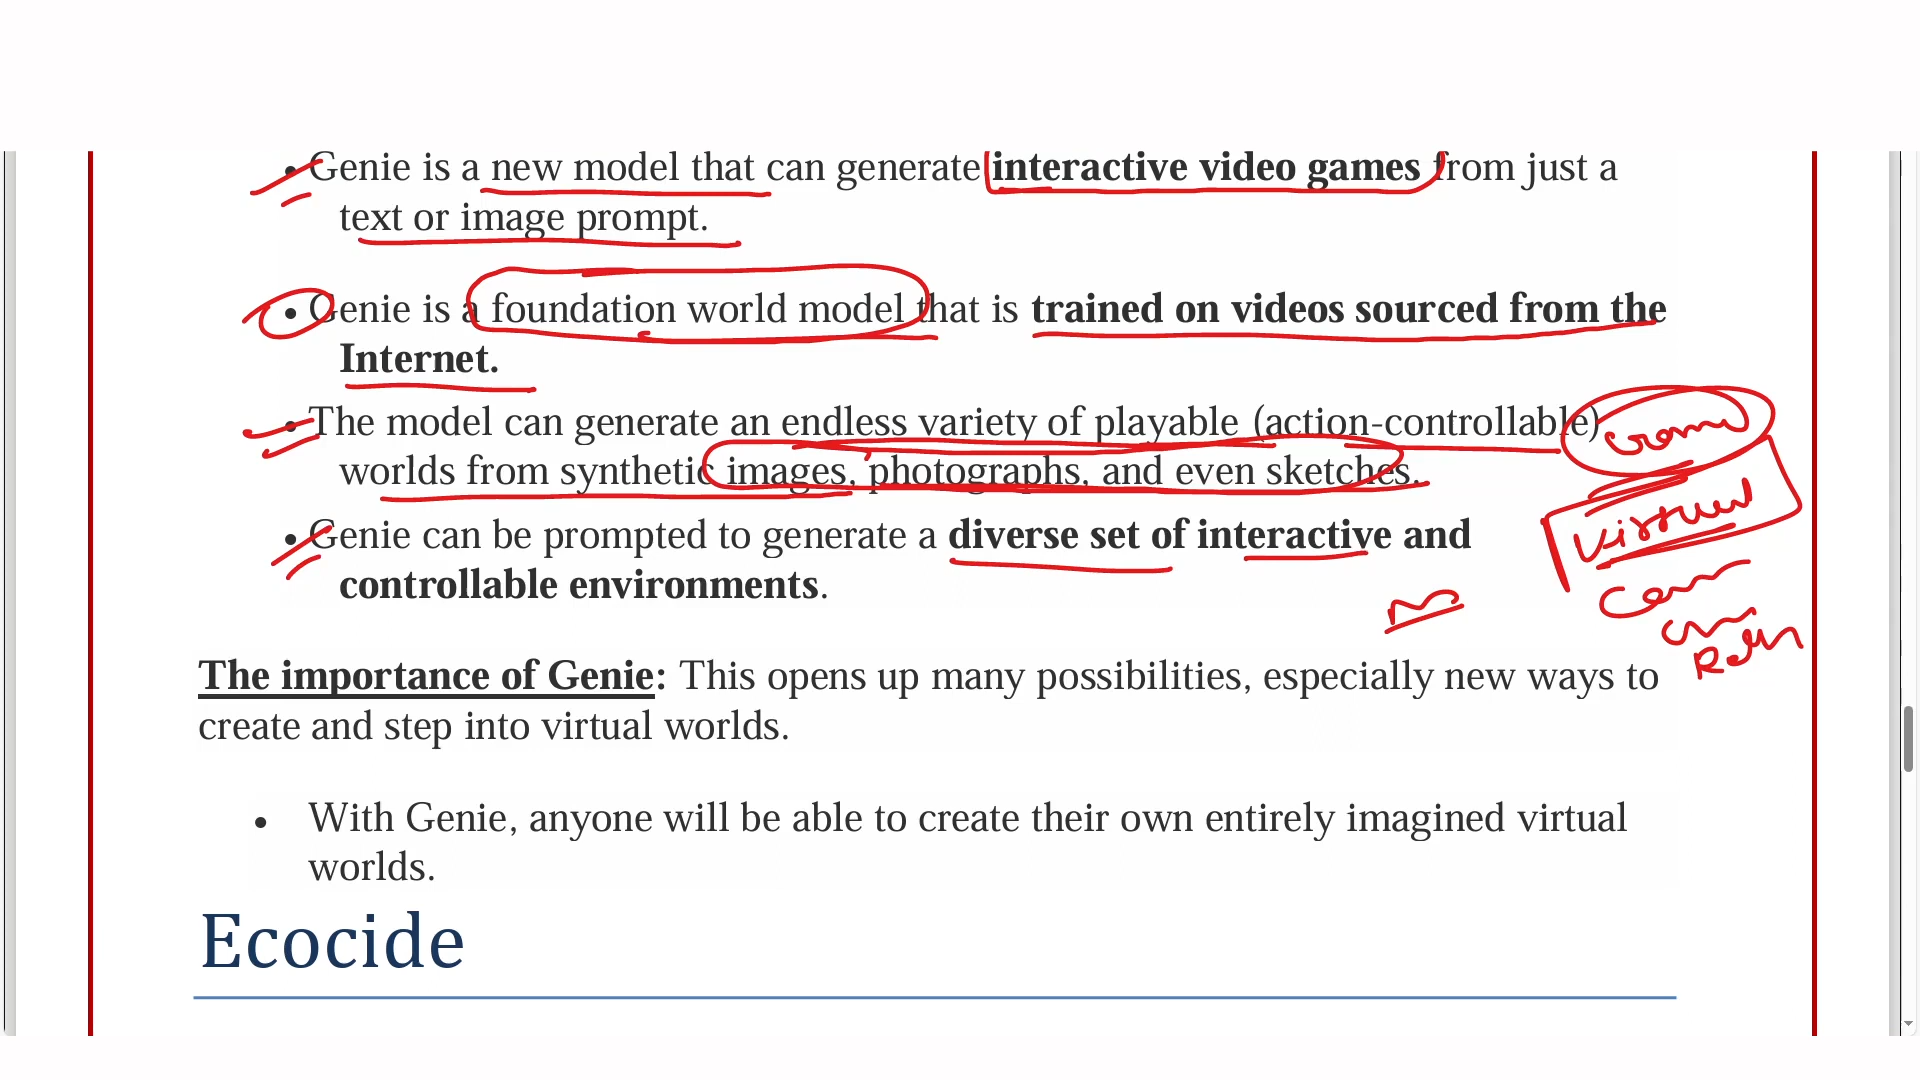 • Genie is a new model that can generate interactive video games from just a
text or image prompt.
• Genie is a foundation world model that is trained on videos sourced from the
Internet.
• The model can generate an endless variety of playable (action-controllable)
worlds from synthetic images, photographs, and even sketches.
• Genie can be prompted to generate a diverse set of interactive and
controllable environments.
Virtual
The importance of Genie: This opens up many possibilities, especially new ways to
create and step into virtual worlds.
• With Genie, anyone will be able to create their own entirely imagined virtual
worlds.
Ecocide